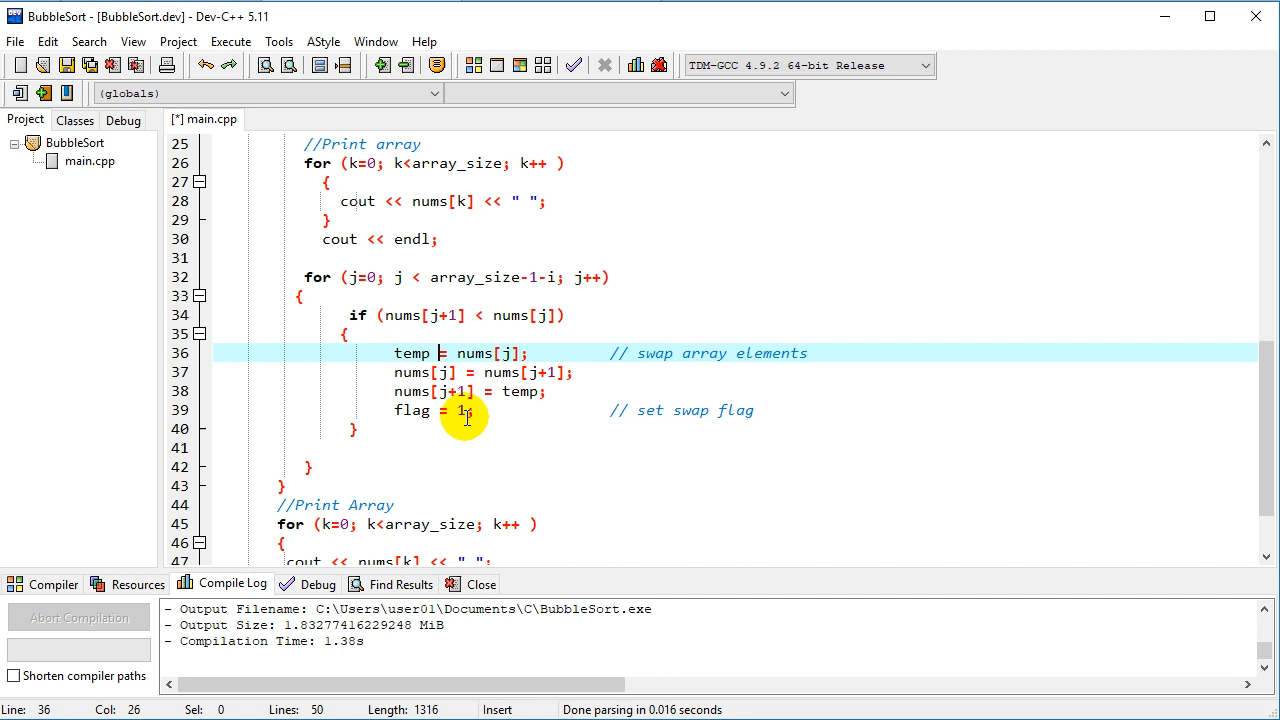 BubbleSort - [BubbleSort.dev] - Dev-C++ 5.11
File Edit Search View Project Execute Tools AStyle Window Help
TDM-GCC 4.9.2 64-bit Release
(globals)
Project Classes Debug
[*] main.cpp
BubbleSort
main.cpp
25 //Print array
26 for (k=0; k<array_size; k++ )
27 {
28 cout << nums[k] << " ";
29 }
30 cout << endl;
31
32 for (j=0; j < array_size-1-i; j++)
33 {
34 if (nums[j+1] < nums[j])
35 {
36 temp = nums[j]; // swap array elements
37 nums[j] = nums[j+1];
38 nums[j+1] = temp;
39 flag = 1; // set swap flag
40 }
41
42 }
43 }
44 //Print Array
45 for (k=0; k<array_size; k++ )
46 {
47 cout << nums[k] << " ";
Compiler Resources Compile Log Debug Find Results Close
Abort Compilation
Shorten compiler paths
- Output Filename: C:\Users\user01\Documents\C\BubbleSort.exe
- Output Size: 1.83277416229248 MiB
- Compilation Time: 1.38s
Line: 36 Col: 26 Sel: 0 Lines: 50 Length: 1316 Insert Done parsing in 0.016 seconds